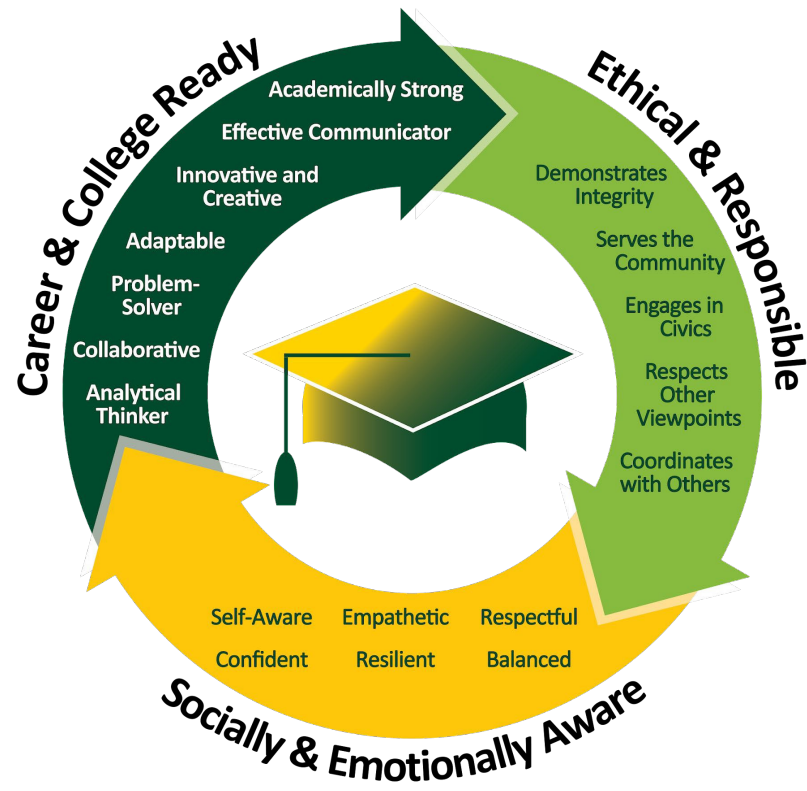 Career & College Ready
Academically Strong
Effective Communicator
Innovative and
Creative
Adaptable
Problem-
Solver
Collaborative
Analytical
Thinker
Ethical & Responsible
Demonstrates
Integrity
Serves the
Community
Engages in
Civics
Respects
Other
Viewpoints
Coordinates
with Others
Self-Aware Empathetic Respectful
Confident Resilient Balanced
Socially & Emotionally Aware